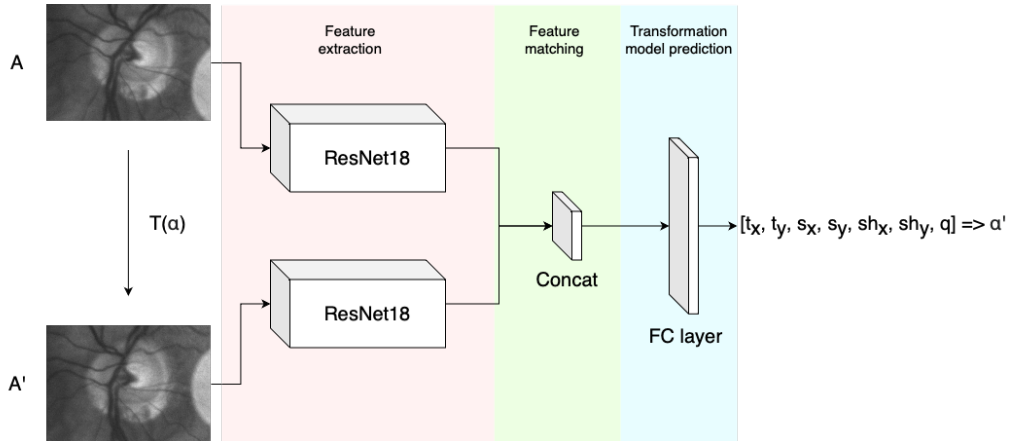 Feature
extraction
Feature
matching
Transformation
model prediction
A
ResNet18
T(α)
[tx, ty, sx, sy, shx, shy, q] => α'
Concat
ResNet18
FC layer
A'